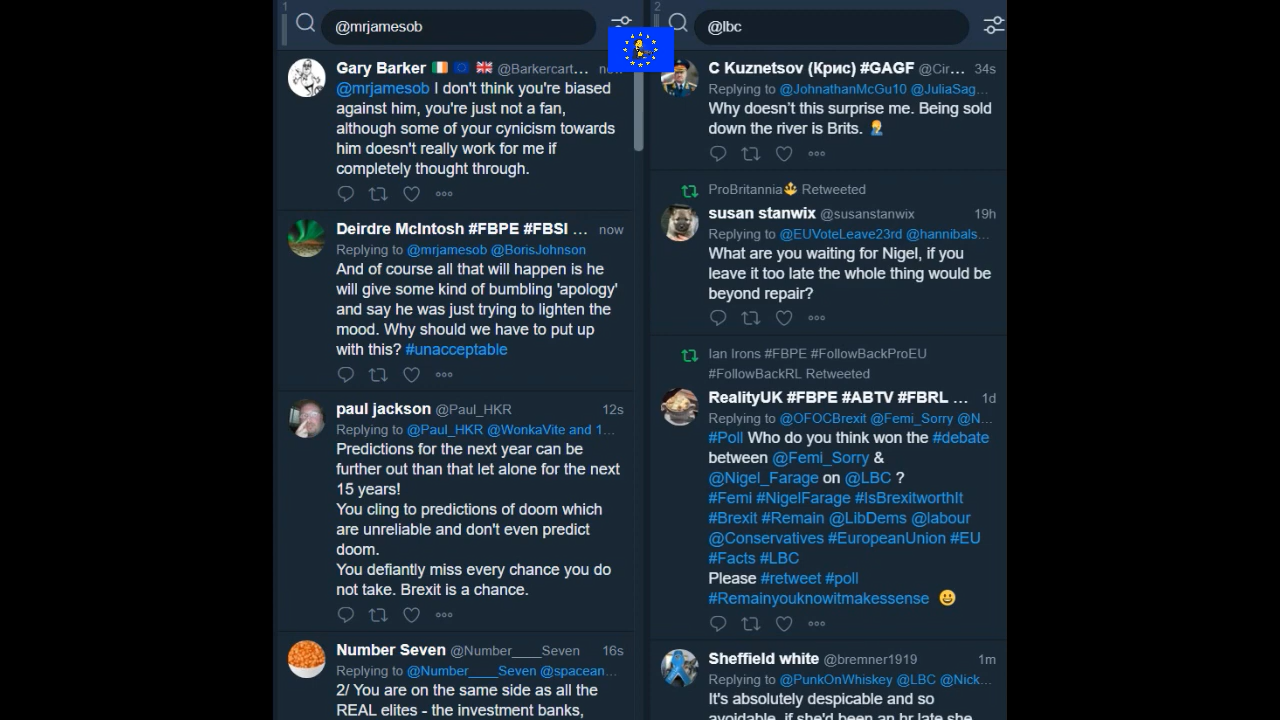 1
@mrjamesob
Gary Barker 🇮🇪 🇪🇺 🇬🇧 @Barkercart... now
@mrjamesob I don't think you're biased
against him, you're just not a fan,
although some of your cynicism towards
him doesn't really work for me if
completely thought through.
Deirdre McIntosh #FBPE #FBSI ... now
Replying to @mrjamesob @BorisJohnson
And of course all that will happen is he
will give some kind of bumbling 'apology'
and say he was just trying to lighten the
mood. Why should we have to put up
with this? #unacceptable
paul jackson @Paul_HKR 12s
Replying to @Paul_HKR @WonkaVite and 1...
Predictions for the next year can be
further out than that let alone for the next
15 years!
You cling to predictions of doom which
are unreliable and don't even predict
doom.
You defiantly miss every chance you do
not take. Brexit is a chance.
Number Seven @Number____Seven 16s
Replying to @Number____Seven @spacean...
2/ You are on the same side as all the
REAL elites - the investment banks,
2
@lbc
C Kuznetsov (Крис) #GAGF @Cir... 34s
Replying to @JohnathanMcGu10 @JuliaSag...
Why doesn't this surprise me. Being sold
down the river is Brits. 🤦
ProBritannia🔱 Retweeted
susan stanwix @susanstanwix 19h
Replying to @EUVoteLeave23rd @hannibals...
What are you waiting for Nigel, if you
leave it too late the whole thing would be
beyond repair?
Ian Irons #FBPE #FollowBackProEU
#FollowBackRL Retweeted
RealityUK #FBPE #ABTV #FBRL ... 1d
Replying to @OFOCBrexit @Femi_Sorry @N...
#Poll Who do you think won the #debate
between @Femi_Sorry &
@Nigel_Farage on @LBC ?
#Femi #NigelFarage #IsBrexitworthIt
#Brexit #Remain @LibDems @labour
@Conservatives #EuropeanUnion #EU
#Facts #LBC
Please #retweet #poll
#Remainyouknowitmakessense 😀
Sheffield white @bremner1919 1m
Replying to @PunkOnWhiskey @LBC @Nick...
It's absolutely despicable and so
avoidable, if she'd been an hr late she